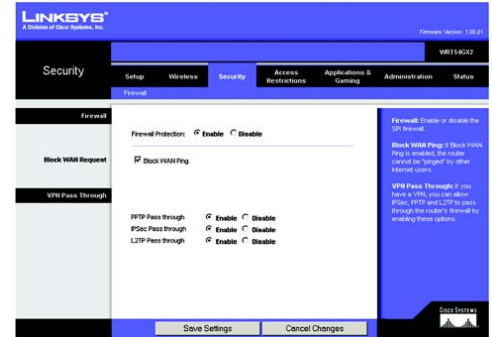 LINKSYS®
A Division of Cisco Systems, Inc.
Firmware Version: 1.00.01
WRT54GX2
Security
Setup Wireless Security Access Restrictions Applications & Gaming Administration Status
Firewall
Firewall
Firewall Protection: Enable Disable
Block WAN Request
Block WAN Ping
VPN Pass Through
PPTP Pass through Enable Disable
IPSec Pass through Enable Disable
L2TP Pass through Enable Disable
Firewall: Enable or disable the
SPI firewall.
Block WAN Ping: If Block WAN
Ping is enabled, the router
cannot be "pinged" by other
Internet users.
VPN Pass Through: If you
have a VPN, you can allow
IPSec, PPTP and L2TP to pass
through the router's firewall by
enabling these options.
Save Settings Cancel Changes
Cisco Systems